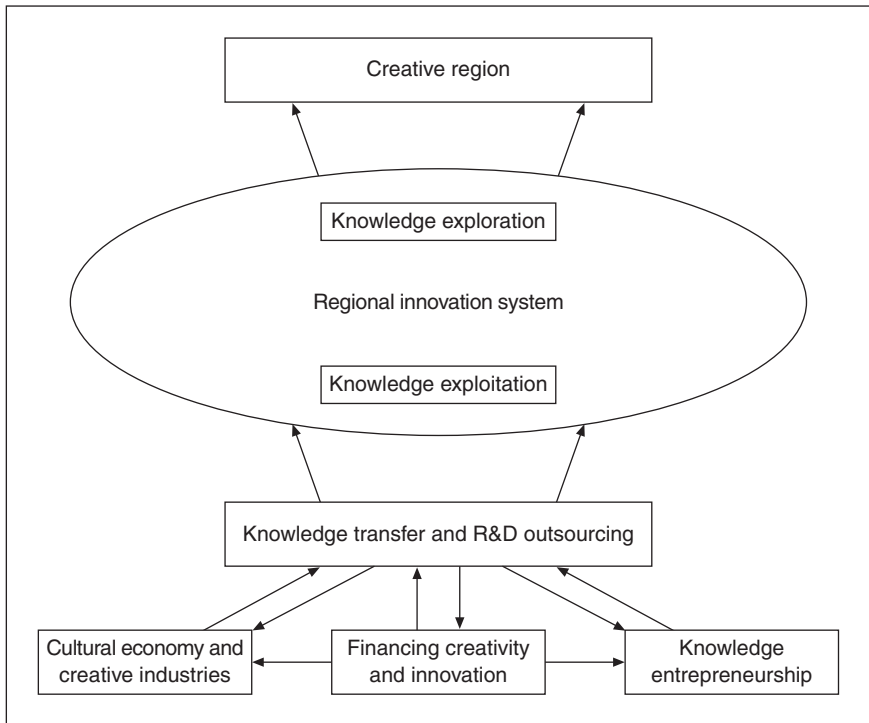 Creative region
Knowledge exploration
Regional innovation system
Knowledge exploitation
Knowledge transfer and R&D outsourcing
Cultural economy and
creative industries
Financing creativity
and innovation
Knowledge
entrepreneurship